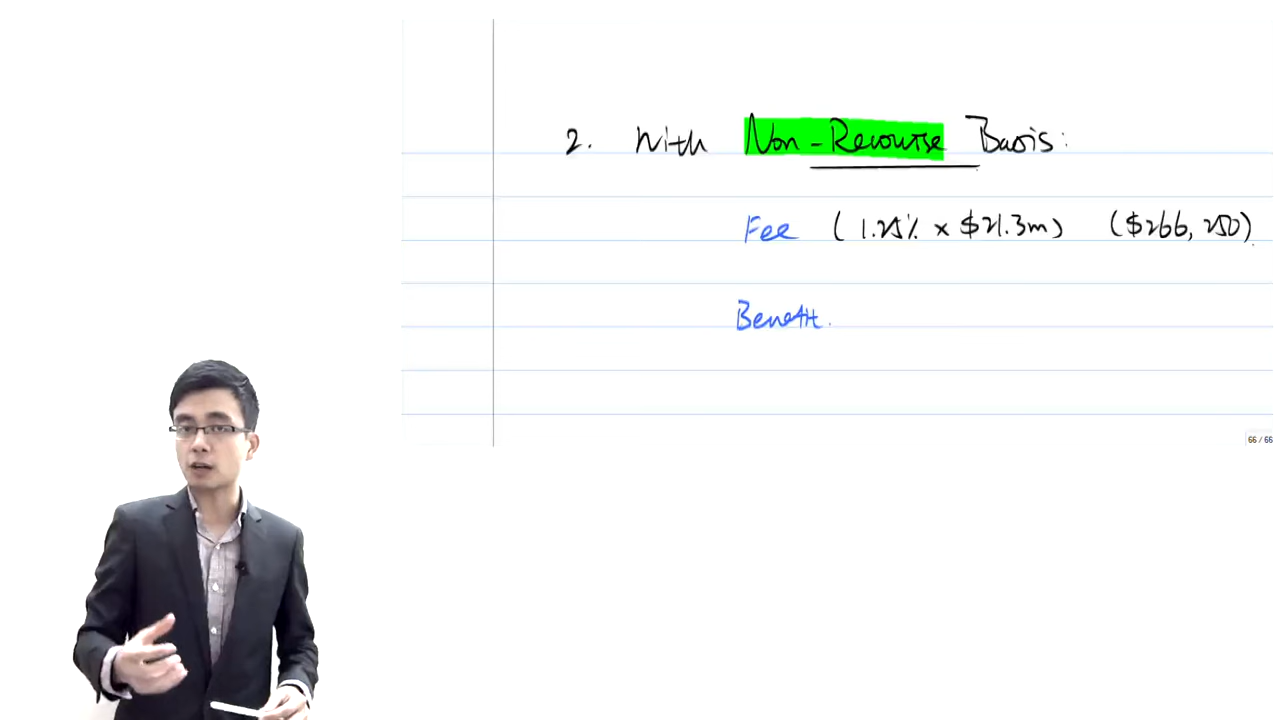 2. With Non-Recourse Basis:
Fee (1.25% × $21.3m) ($266,250).
Benefit.
66 / 66